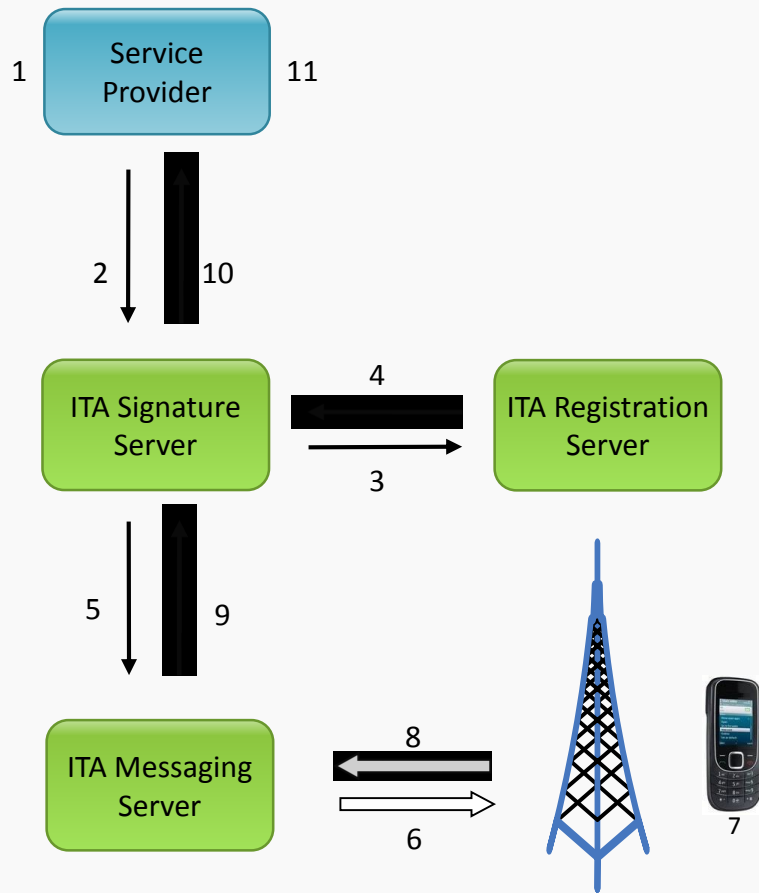 1
Service
Provider
11
2
10
4
ITA Signature
Server
ITA Registration
Server
3
5
9
8
ITA Messaging
Server
6
7